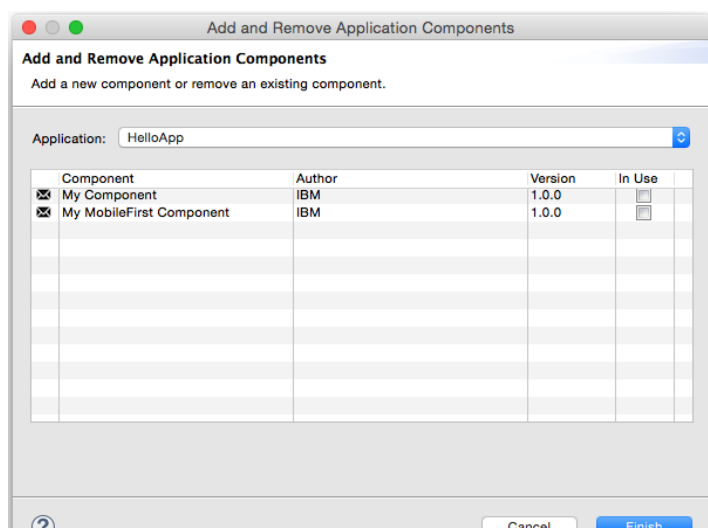 Add and Remove Application Components
Add and Remove Application Components
Add a new component or remove an existing component.
Application: HelloApp
Component Author Version In Use
My Component IBM 1.0.0
My MobileFirst Component IBM 1.0.0
? Cancel Finish